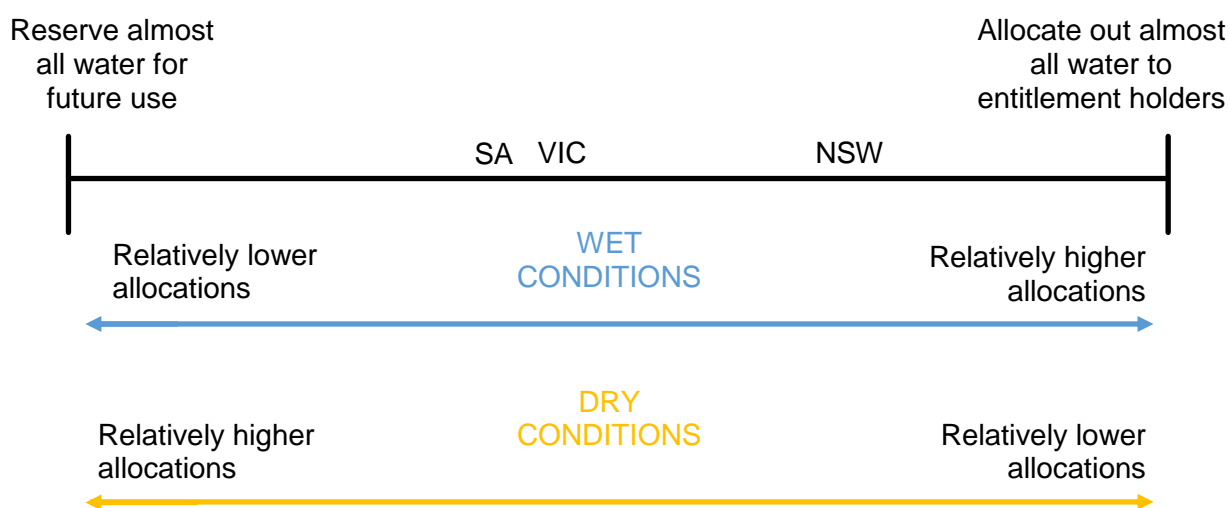 Reserve almost
all water for
future use
Allocate out almost
all water to
entitlement holders
SA VIC NSW
Relatively lower
allocations
WET
CONDITIONS
Relatively higher
allocations
Relatively higher
allocations
DRY
CONDITIONS
Relatively lower
allocations